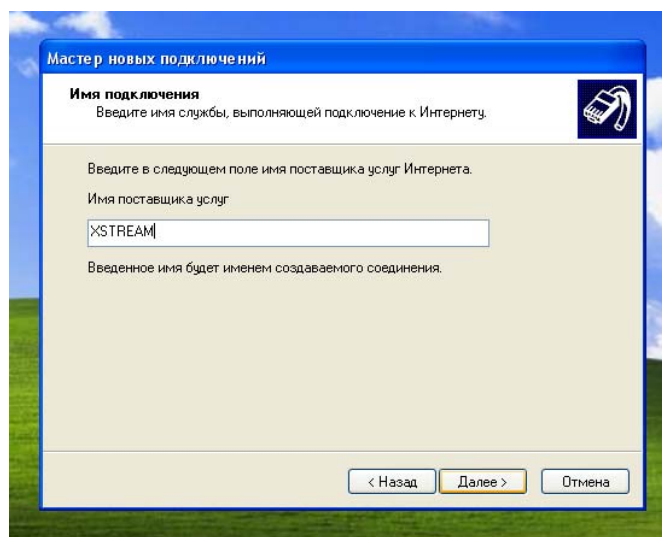 Мастер новых подключений
Имя подключения
Введите имя службы, выполняющей подключение к Интернету.
Введите в следующем поле имя поставщика услуг Интернета.
Имя поставщика услуг
XSTREAM
Введенное имя будет именем создаваемого соединения.
< Назад Далее > Отмена